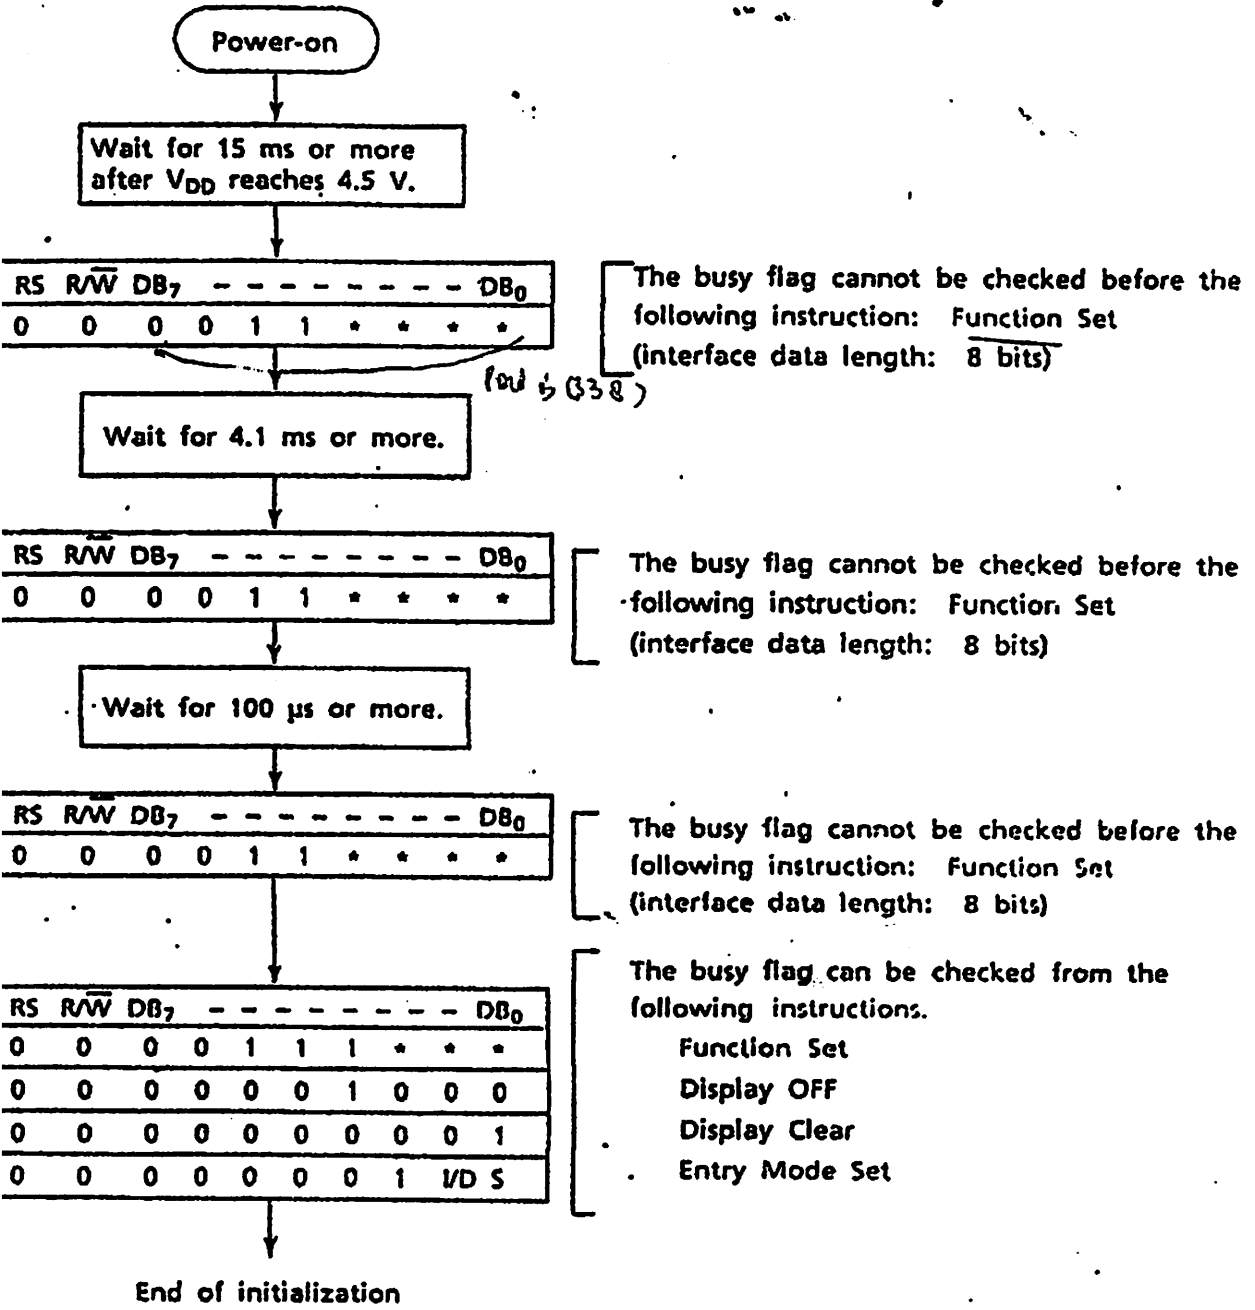 Power-on
Wait for 15 ms or more
after VDD reaches 4.5 V.
RS R/W̅ DB7 - - - - - - - - DB0
0 0 0 0 1 1 * * * *
The busy flag cannot be checked before the
following instruction: Function Set
(interface data length: 8 bits)
Wait for 4.1 ms or more.
RS R/W̅ DB7 - - - - - - - - DB0
0 0 0 0 1 1 * * * *
The busy flag cannot be checked before the
following instruction: Function Set
(interface data length: 8 bits)
Wait for 100 µs or more.
RS R/W̅ DB7 - - - - - - - - DB0
0 0 0 0 1 1 * * * *
The busy flag cannot be checked before the
following instruction: Function Set
(interface data length: 8 bits)
RS R/W̅ DB7 - - - - - - - - DB0
0 0 0 0 1 1 1 * * *
0 0 0 0 0 0 1 0 0 0
0 0 0 0 0 0 0 0 0 1
0 0 0 0 0 0 0 1 I/D S
The busy flag can be checked from the
following instructions.
Function Set
Display OFF
Display Clear
Entry Mode Set
End of initialization